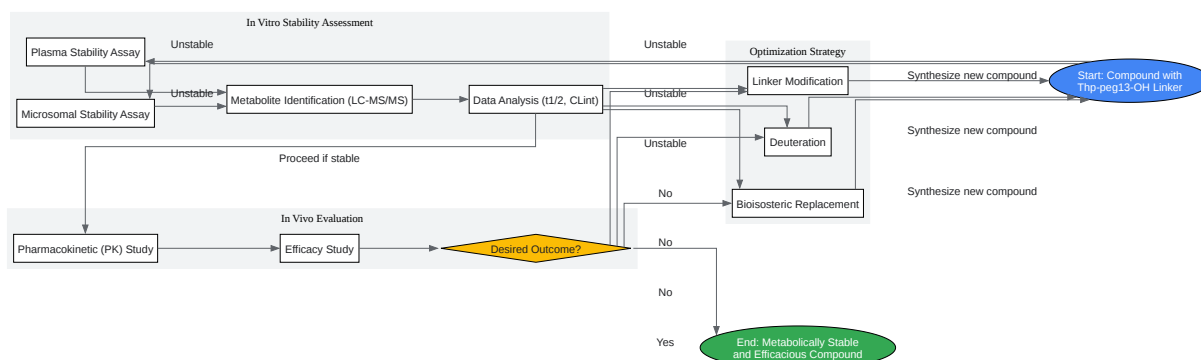 In Vitro Stability Assessment
Plasma Stability Assay
Unstable
Unstable
Optimization Strategy
Linker Modification
Synthesize new compound
Start: Compound with
Thp-peg13-OH Linker
Microsomal Stability Assay
Unstable
Metabolite Identification (LC-MS/MS)
Data Analysis (t1/2, CLint)
Unstable
Deuteration
Synthesize new compound
Proceed if stable
Unstable
No
Bioisosteric Replacement
Synthesize new compound
In Vivo Evaluation
Pharmacokinetic (PK) Study
Efficacy Study
Desired Outcome?
No
No
Yes
End: Metabolically Stable
and Efficacious Compound